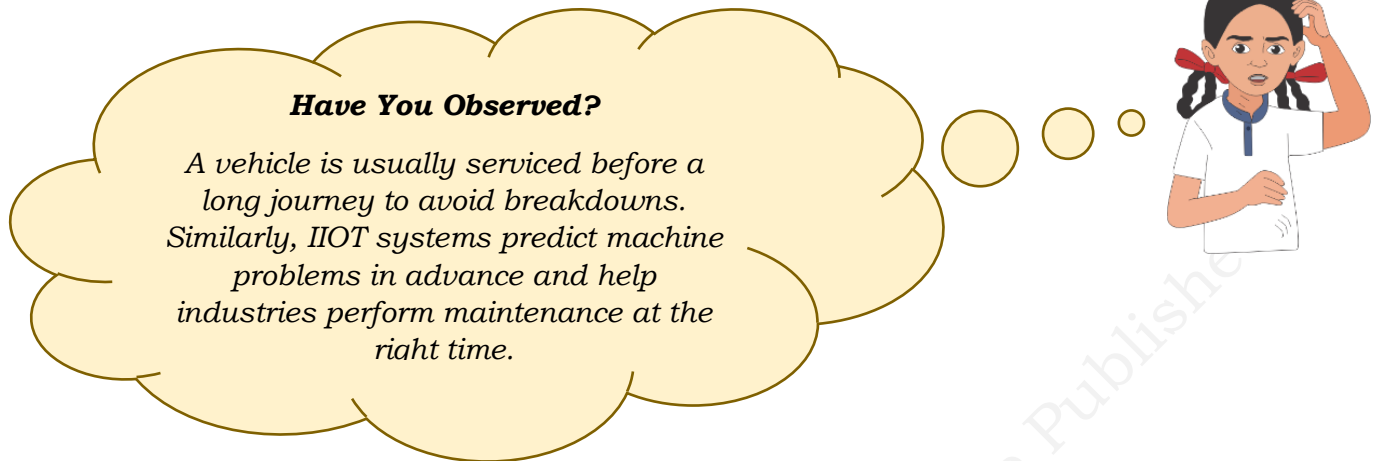 Have You Observed?
A vehicle is usually serviced before a
long journey to avoid breakdowns.
Similarly, IIOT systems predict machine
problems in advance and help
industries perform maintenance at the
right time.